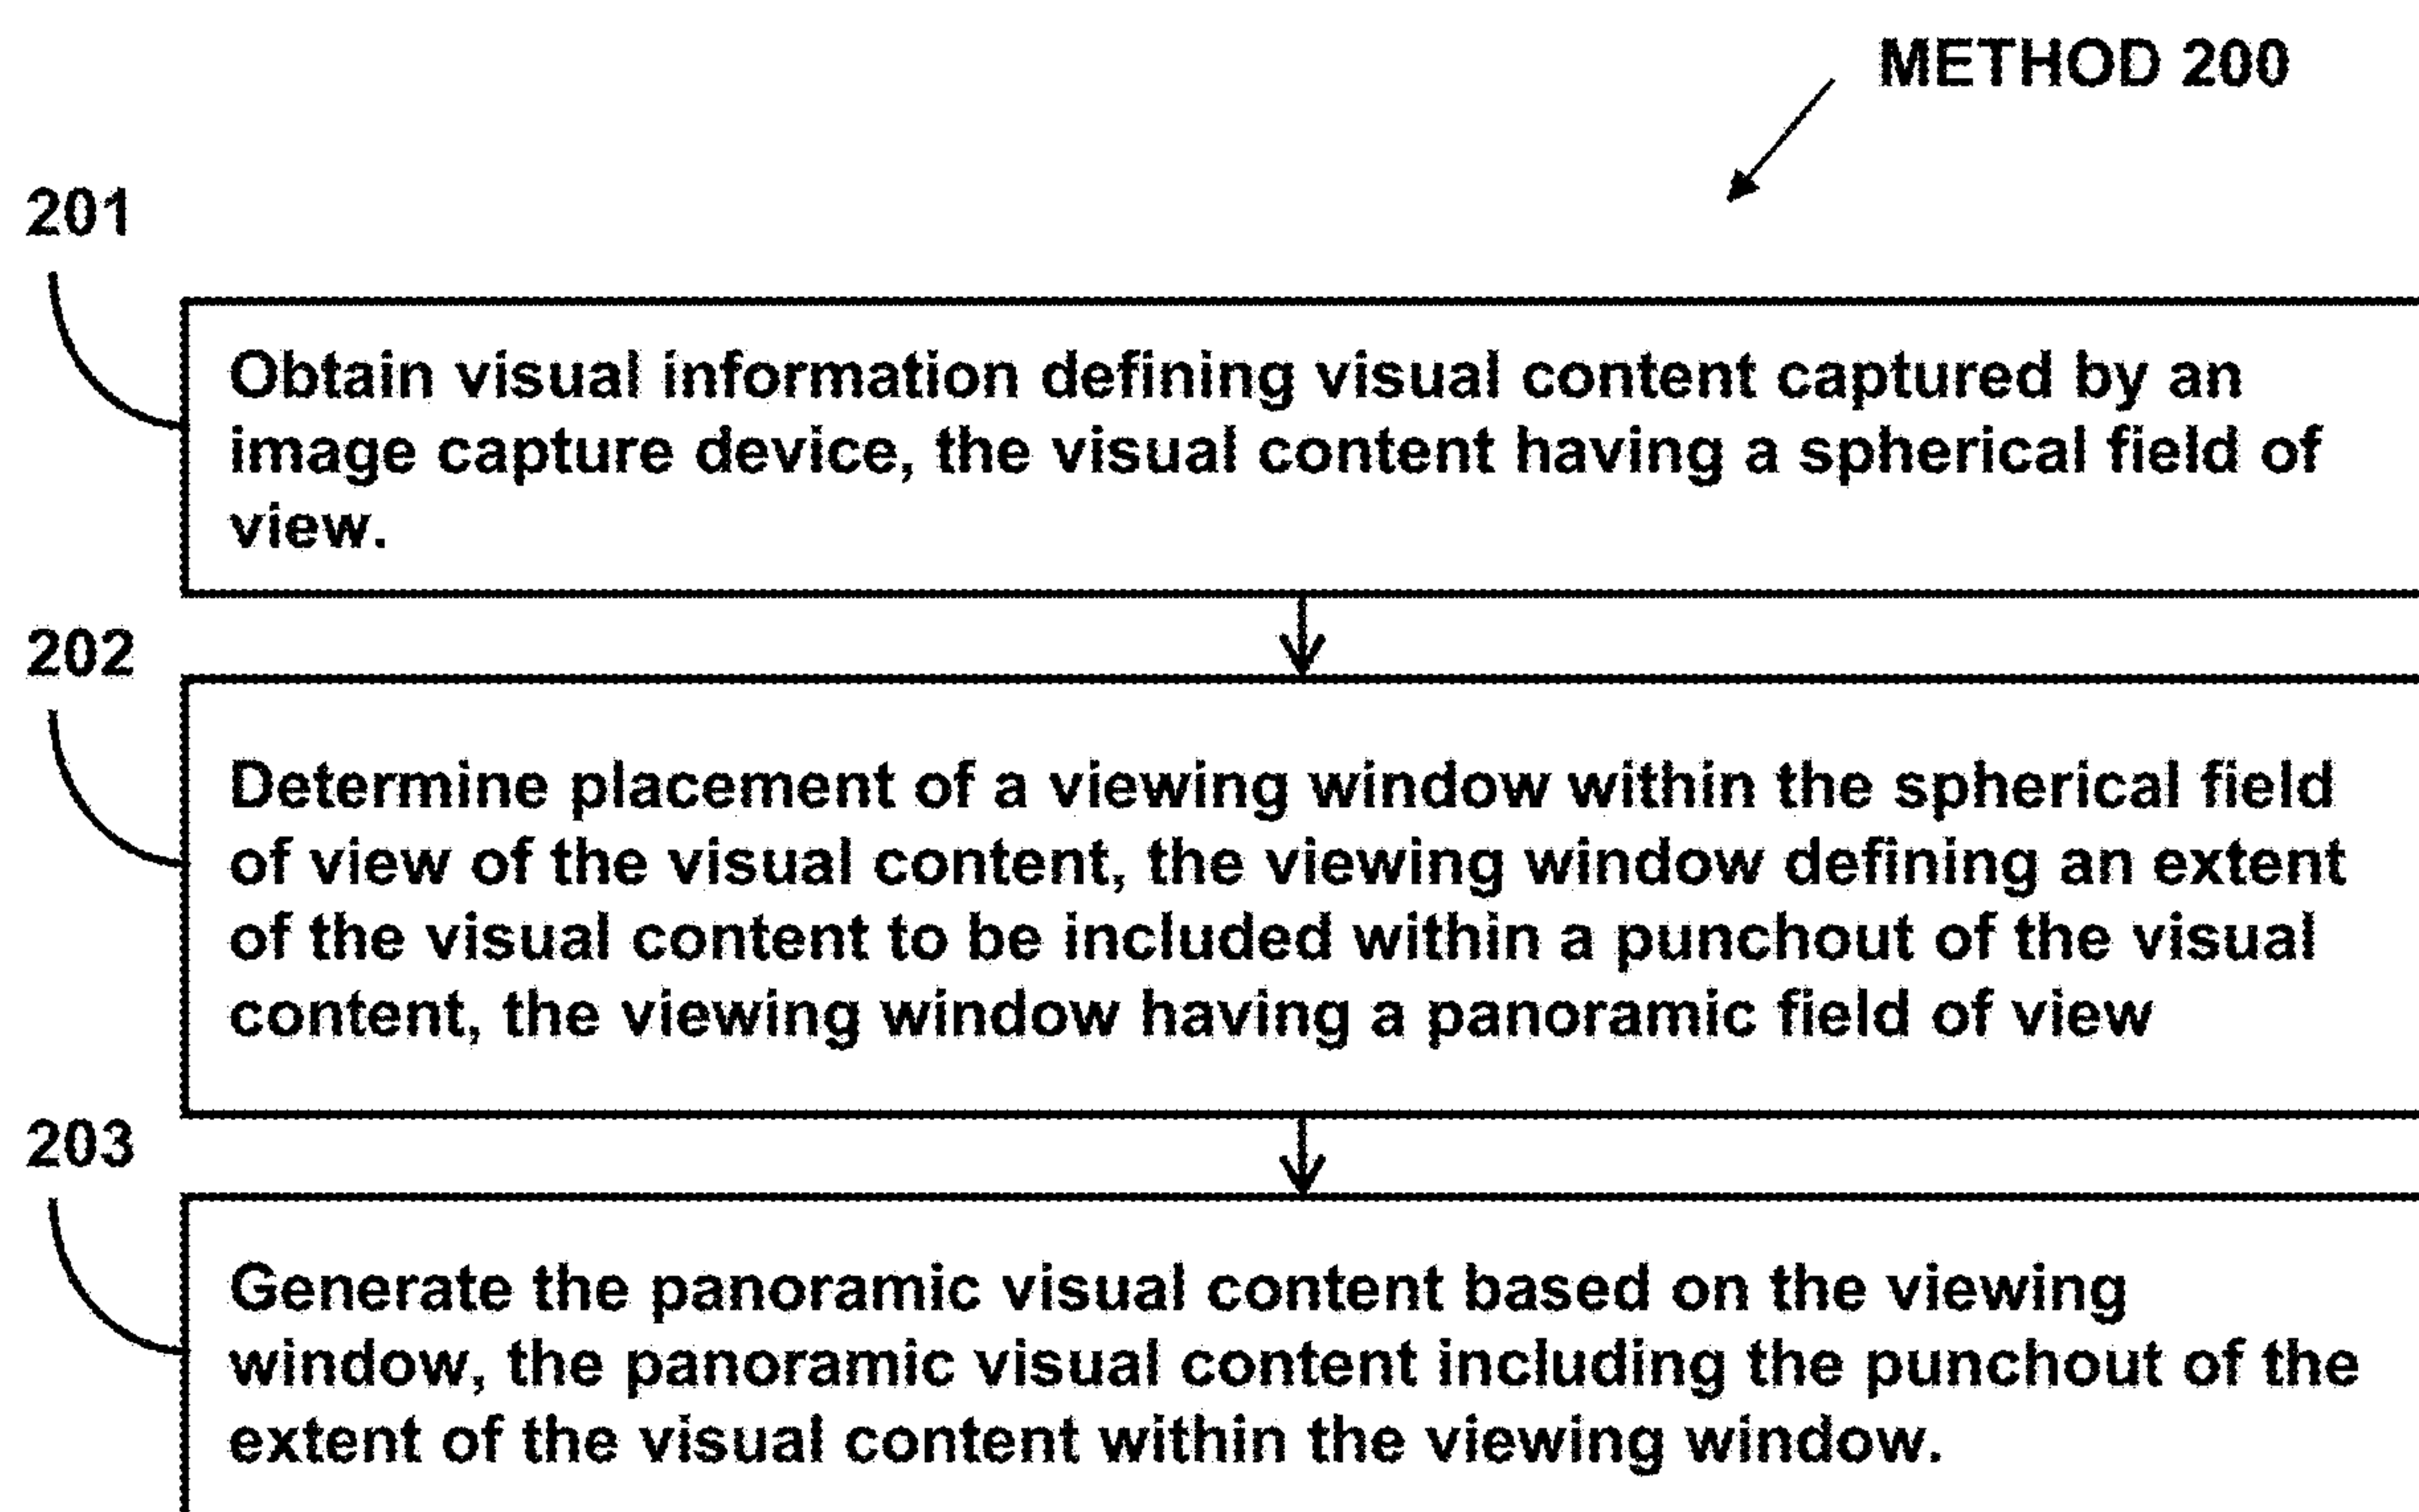 METHOD 200
201
Obtain visual information defining visual content captured by an
image capture device, the visual content having a spherical field of
view.
202
Determine placement of a viewing window within the spherical field
of view of the visual content, the viewing window defining an extent
of the visual content to be included within a punchout of the visual
content, the viewing window having a panoramic field of view
203
Generate the panoramic visual content based on the viewing
window, the panoramic visual content including the punchout of the
extent of the visual content within the viewing window.